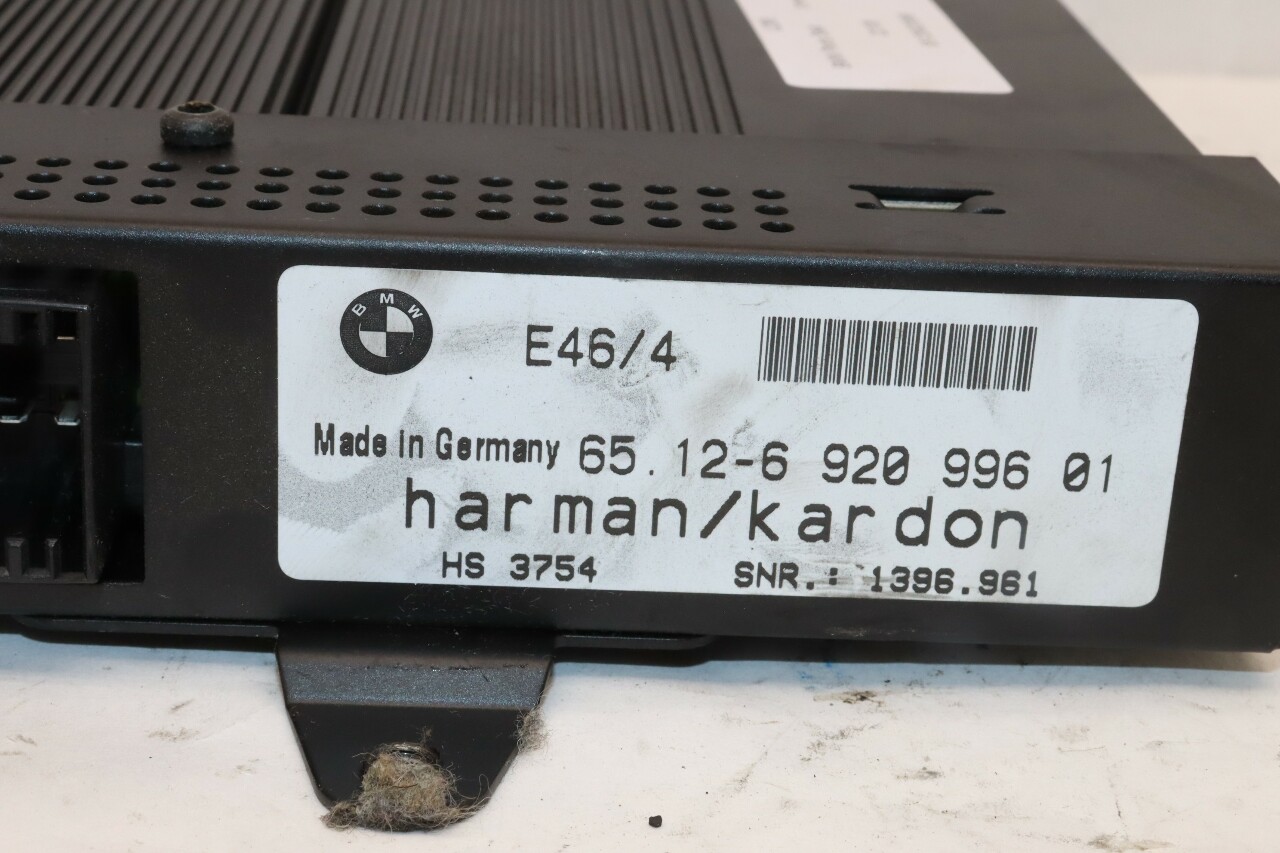 BMW
E46/4
Made in Germany 65.12-6 920 996 01
harman/kardon
HS 3754 SNR.: 1396.961